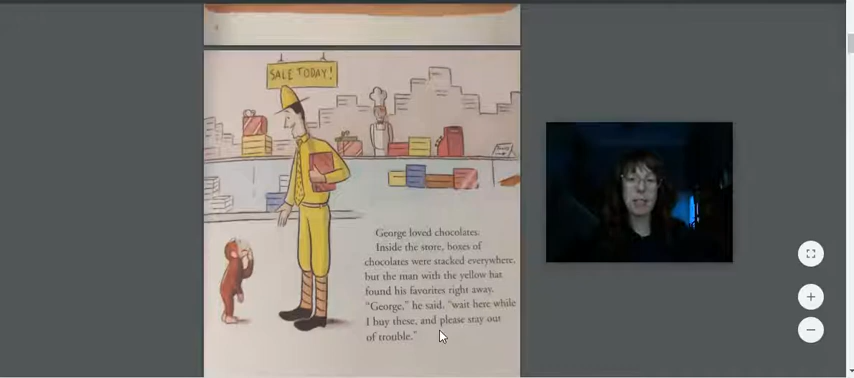 SALE TODAY!
George loved chocolates.
Inside the store, boxes of
chocolates were stacked everywhere,
but the man with the yellow hat
found his favorites right away.
"George," he said, "wait here while
I buy these, and please stay out
of trouble."